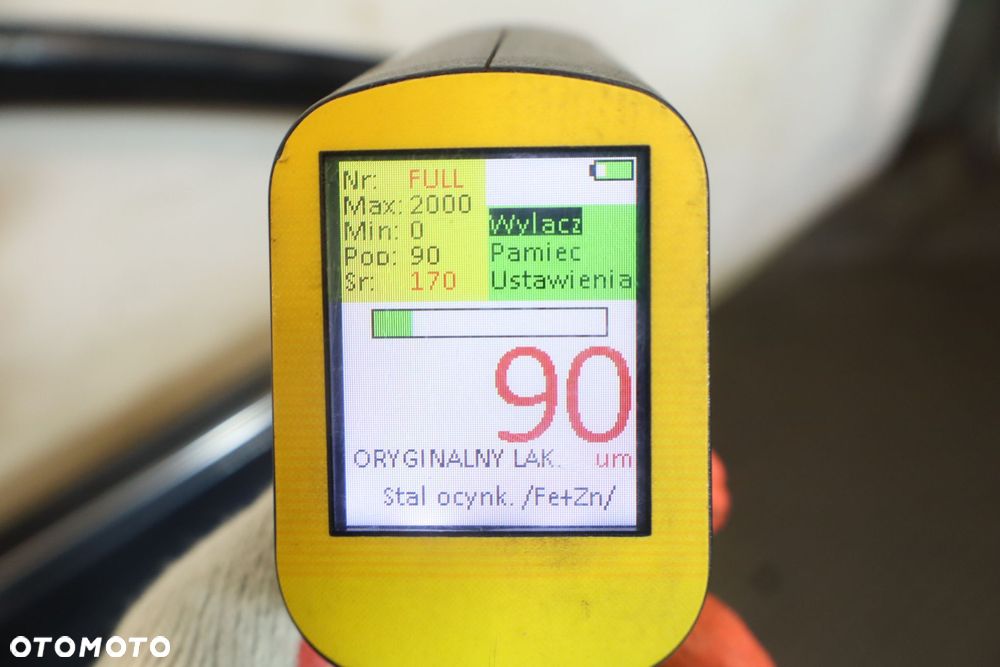 Nr: FULL
Max: 2000
Min: 0
Pop: 90
Sr: 170
Wylacz
Pamiec
Ustawienia
90
ORYGINALNY LAK. um
Stal ocynk. /Fe+Zn/
OTOMOTO